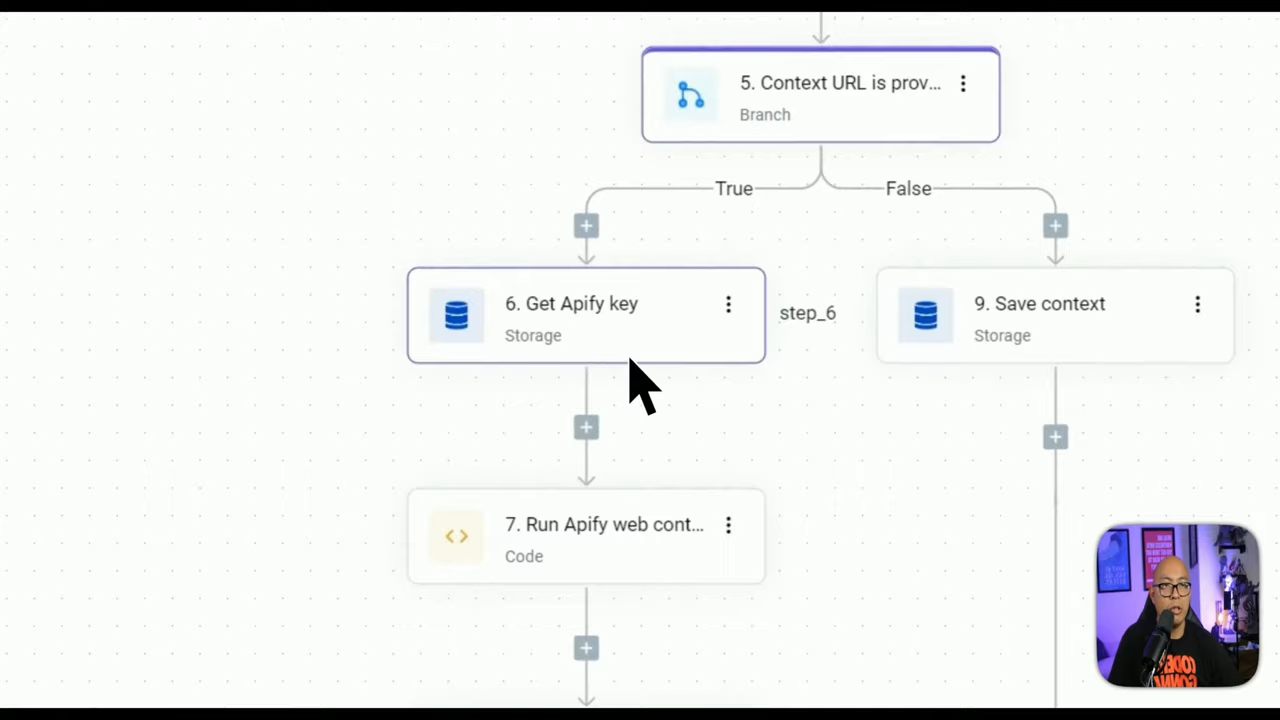 5. Context URL is prov...
Branch
True
False
6. Get Apify key
Storage
step_6
9. Save context
Storage
7. Run Apify web cont...
Code